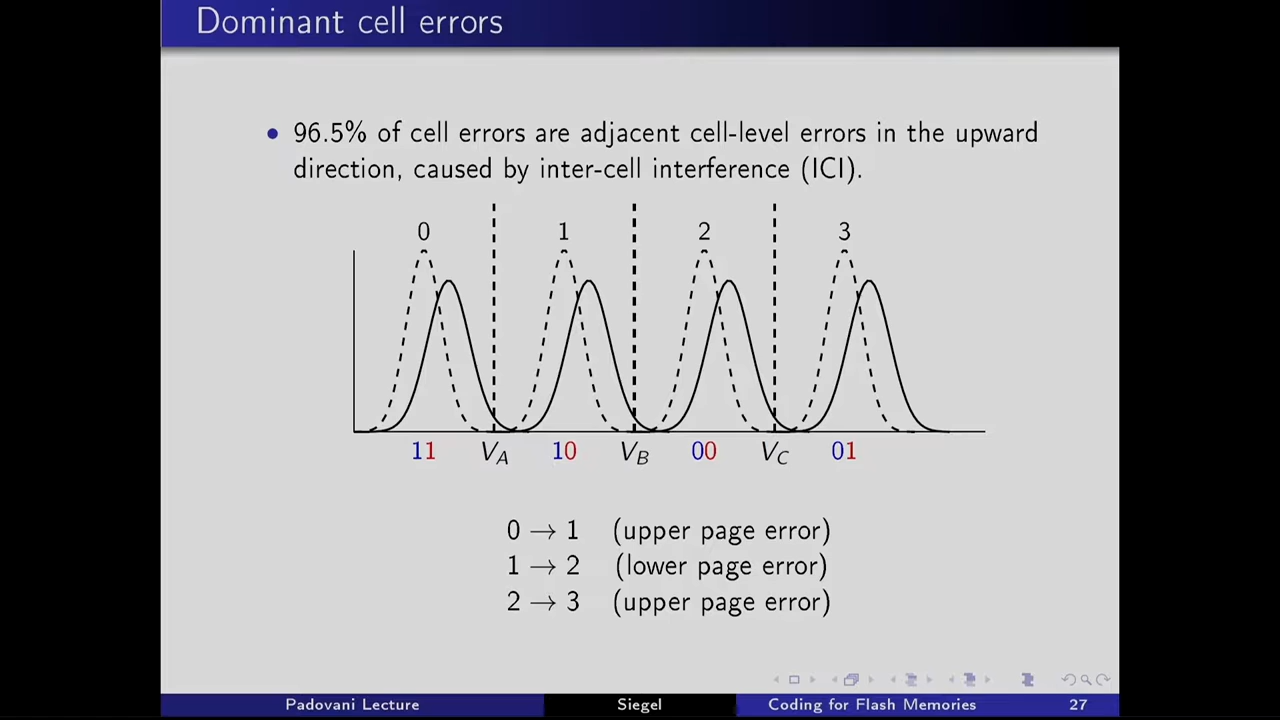 Dominant cell errors
• 96.5% of cell errors are adjacent cell-level errors in the upward
direction, caused by inter-cell interference (ICI).
0 1 2 3
11 V_A 10 V_B 00 V_C 01
0 → 1 (upper page error)
1 → 2 (lower page error)
2 → 3 (upper page error)
Padovani Lecture Siegel Coding for Flash Memories 27